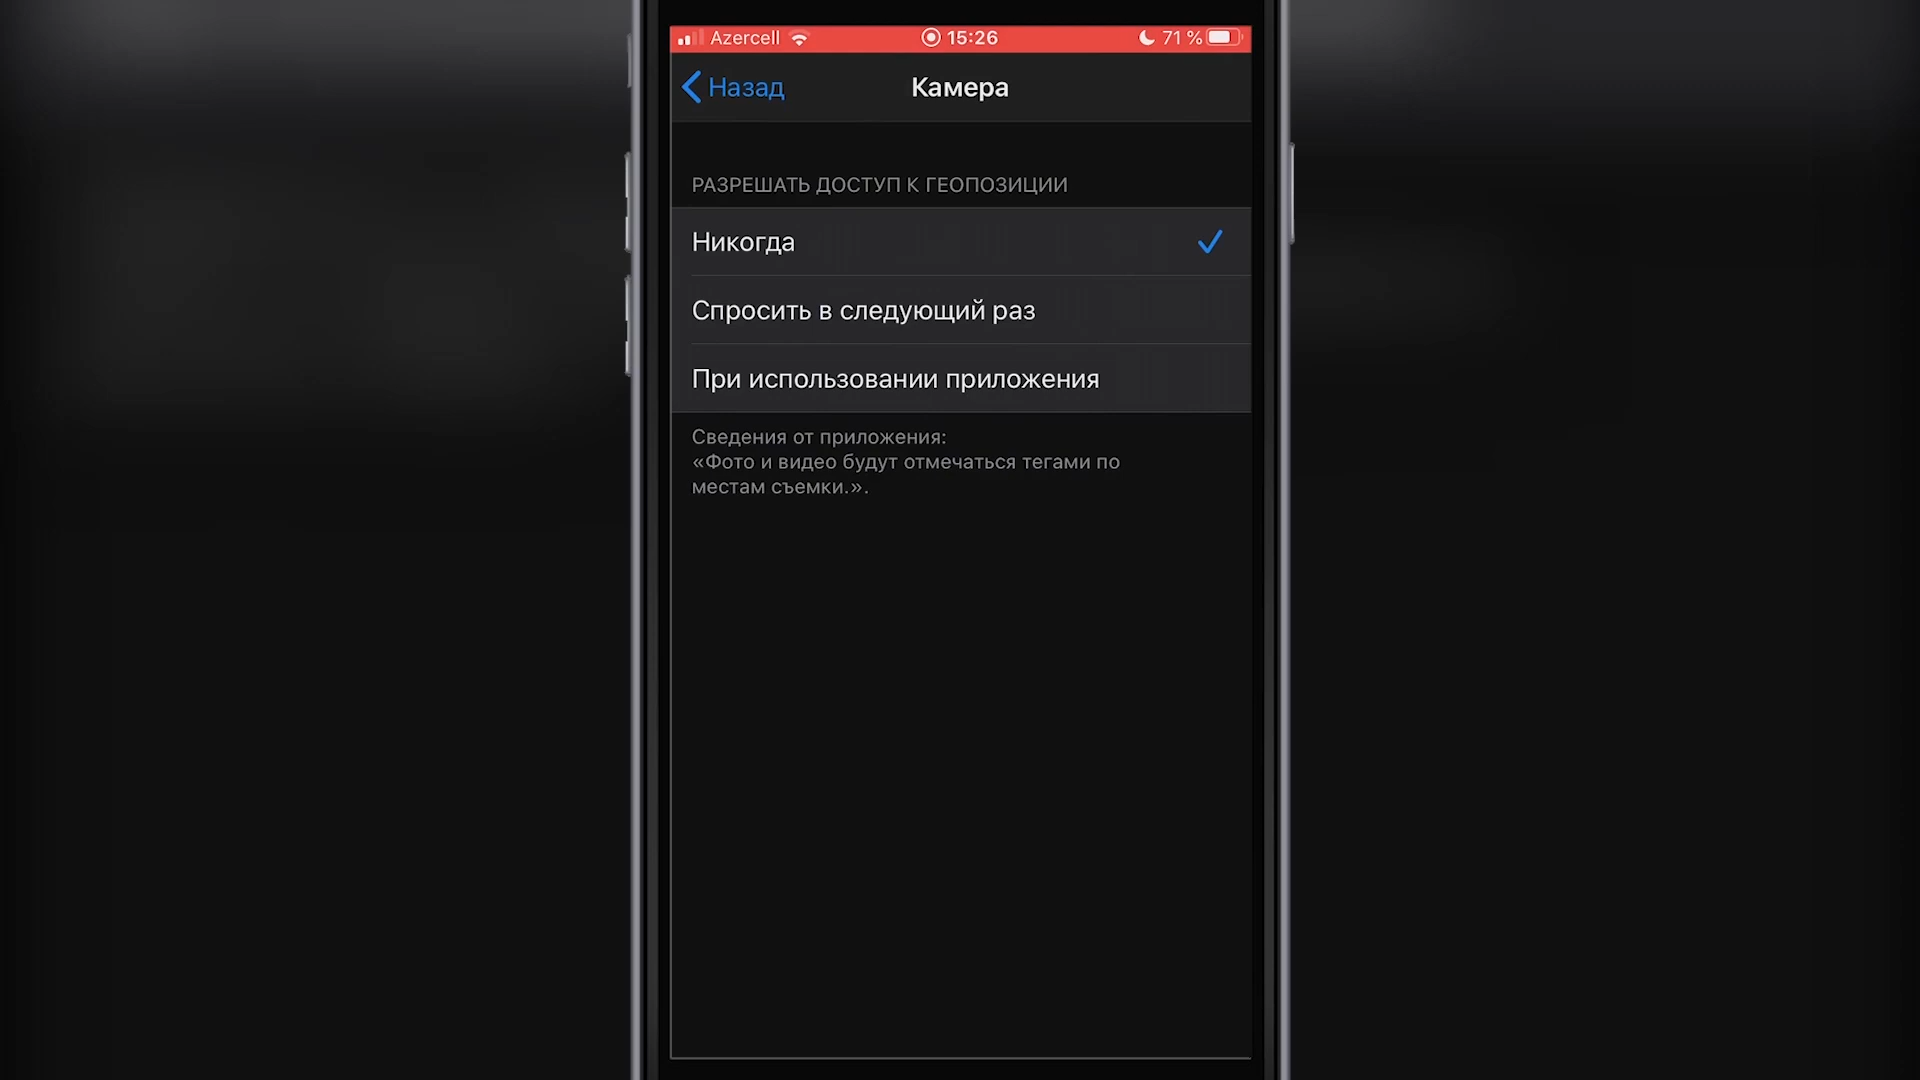 Azercell 15:26 71 %
Назад Камера
РАЗРЕШАТЬ ДОСТУП К ГЕОПОЗИЦИИ
Никогда
Спросить в следующий раз
При использовании приложения
Сведения от приложения:
«Фото и видео будут отмечаться тегами по
местам съемки.».